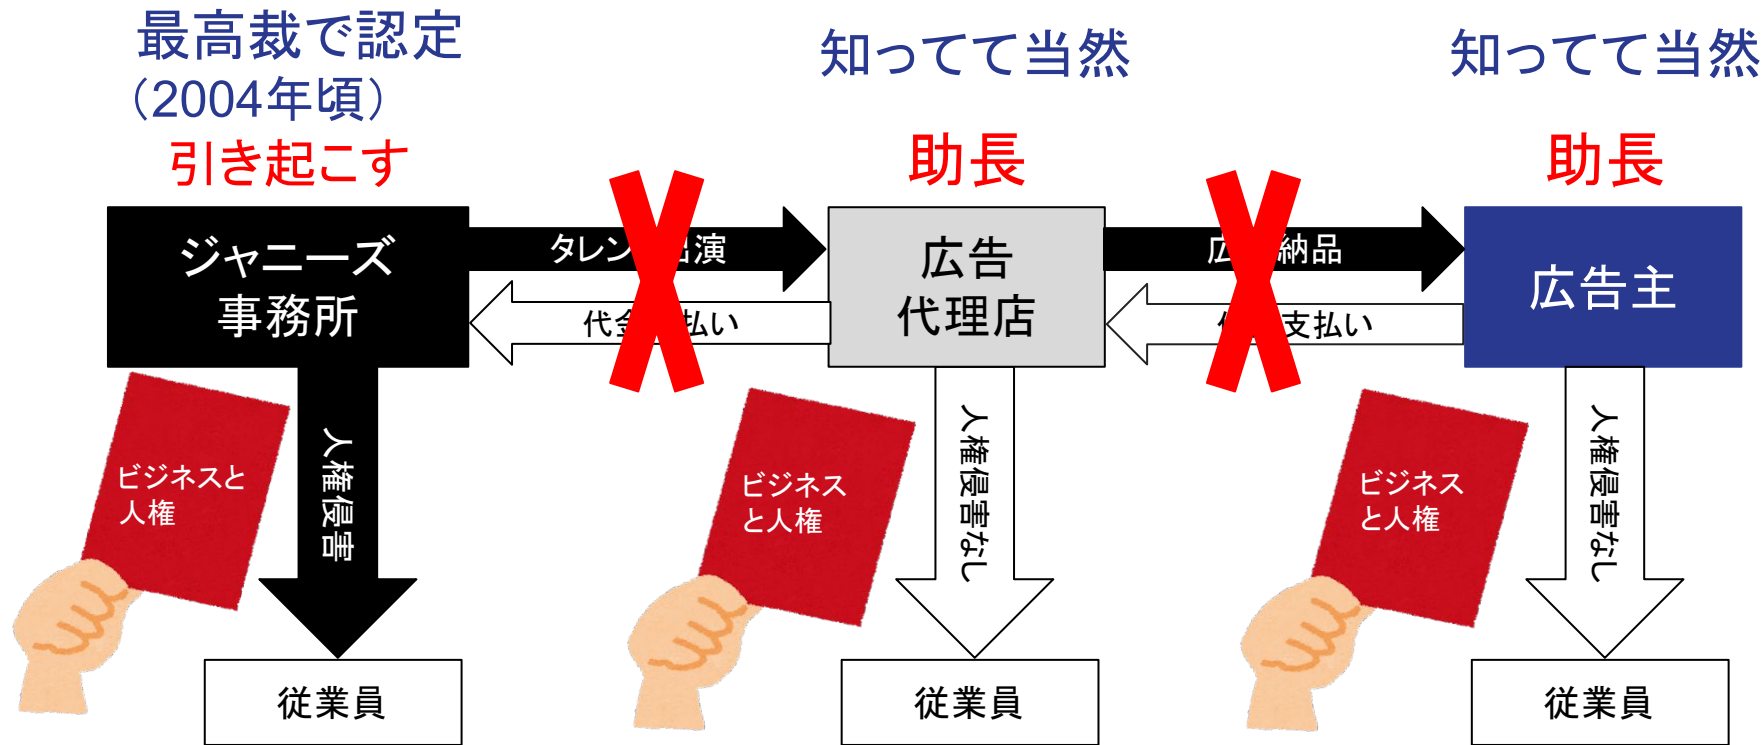 最高裁で認定
（2004年頃）
引き起こす
知ってて当然
助長
知ってて当然
助長
ジャニーズ
事務所
タレン
出演
代金
払い
広告
代理店
広
納品
支払い
広告主
ビジネスと
人権
人権侵害
従業員
ビジネス
と人権
人権侵害なし
従業員
ビジネス
と人権
人権侵害なし
従業員